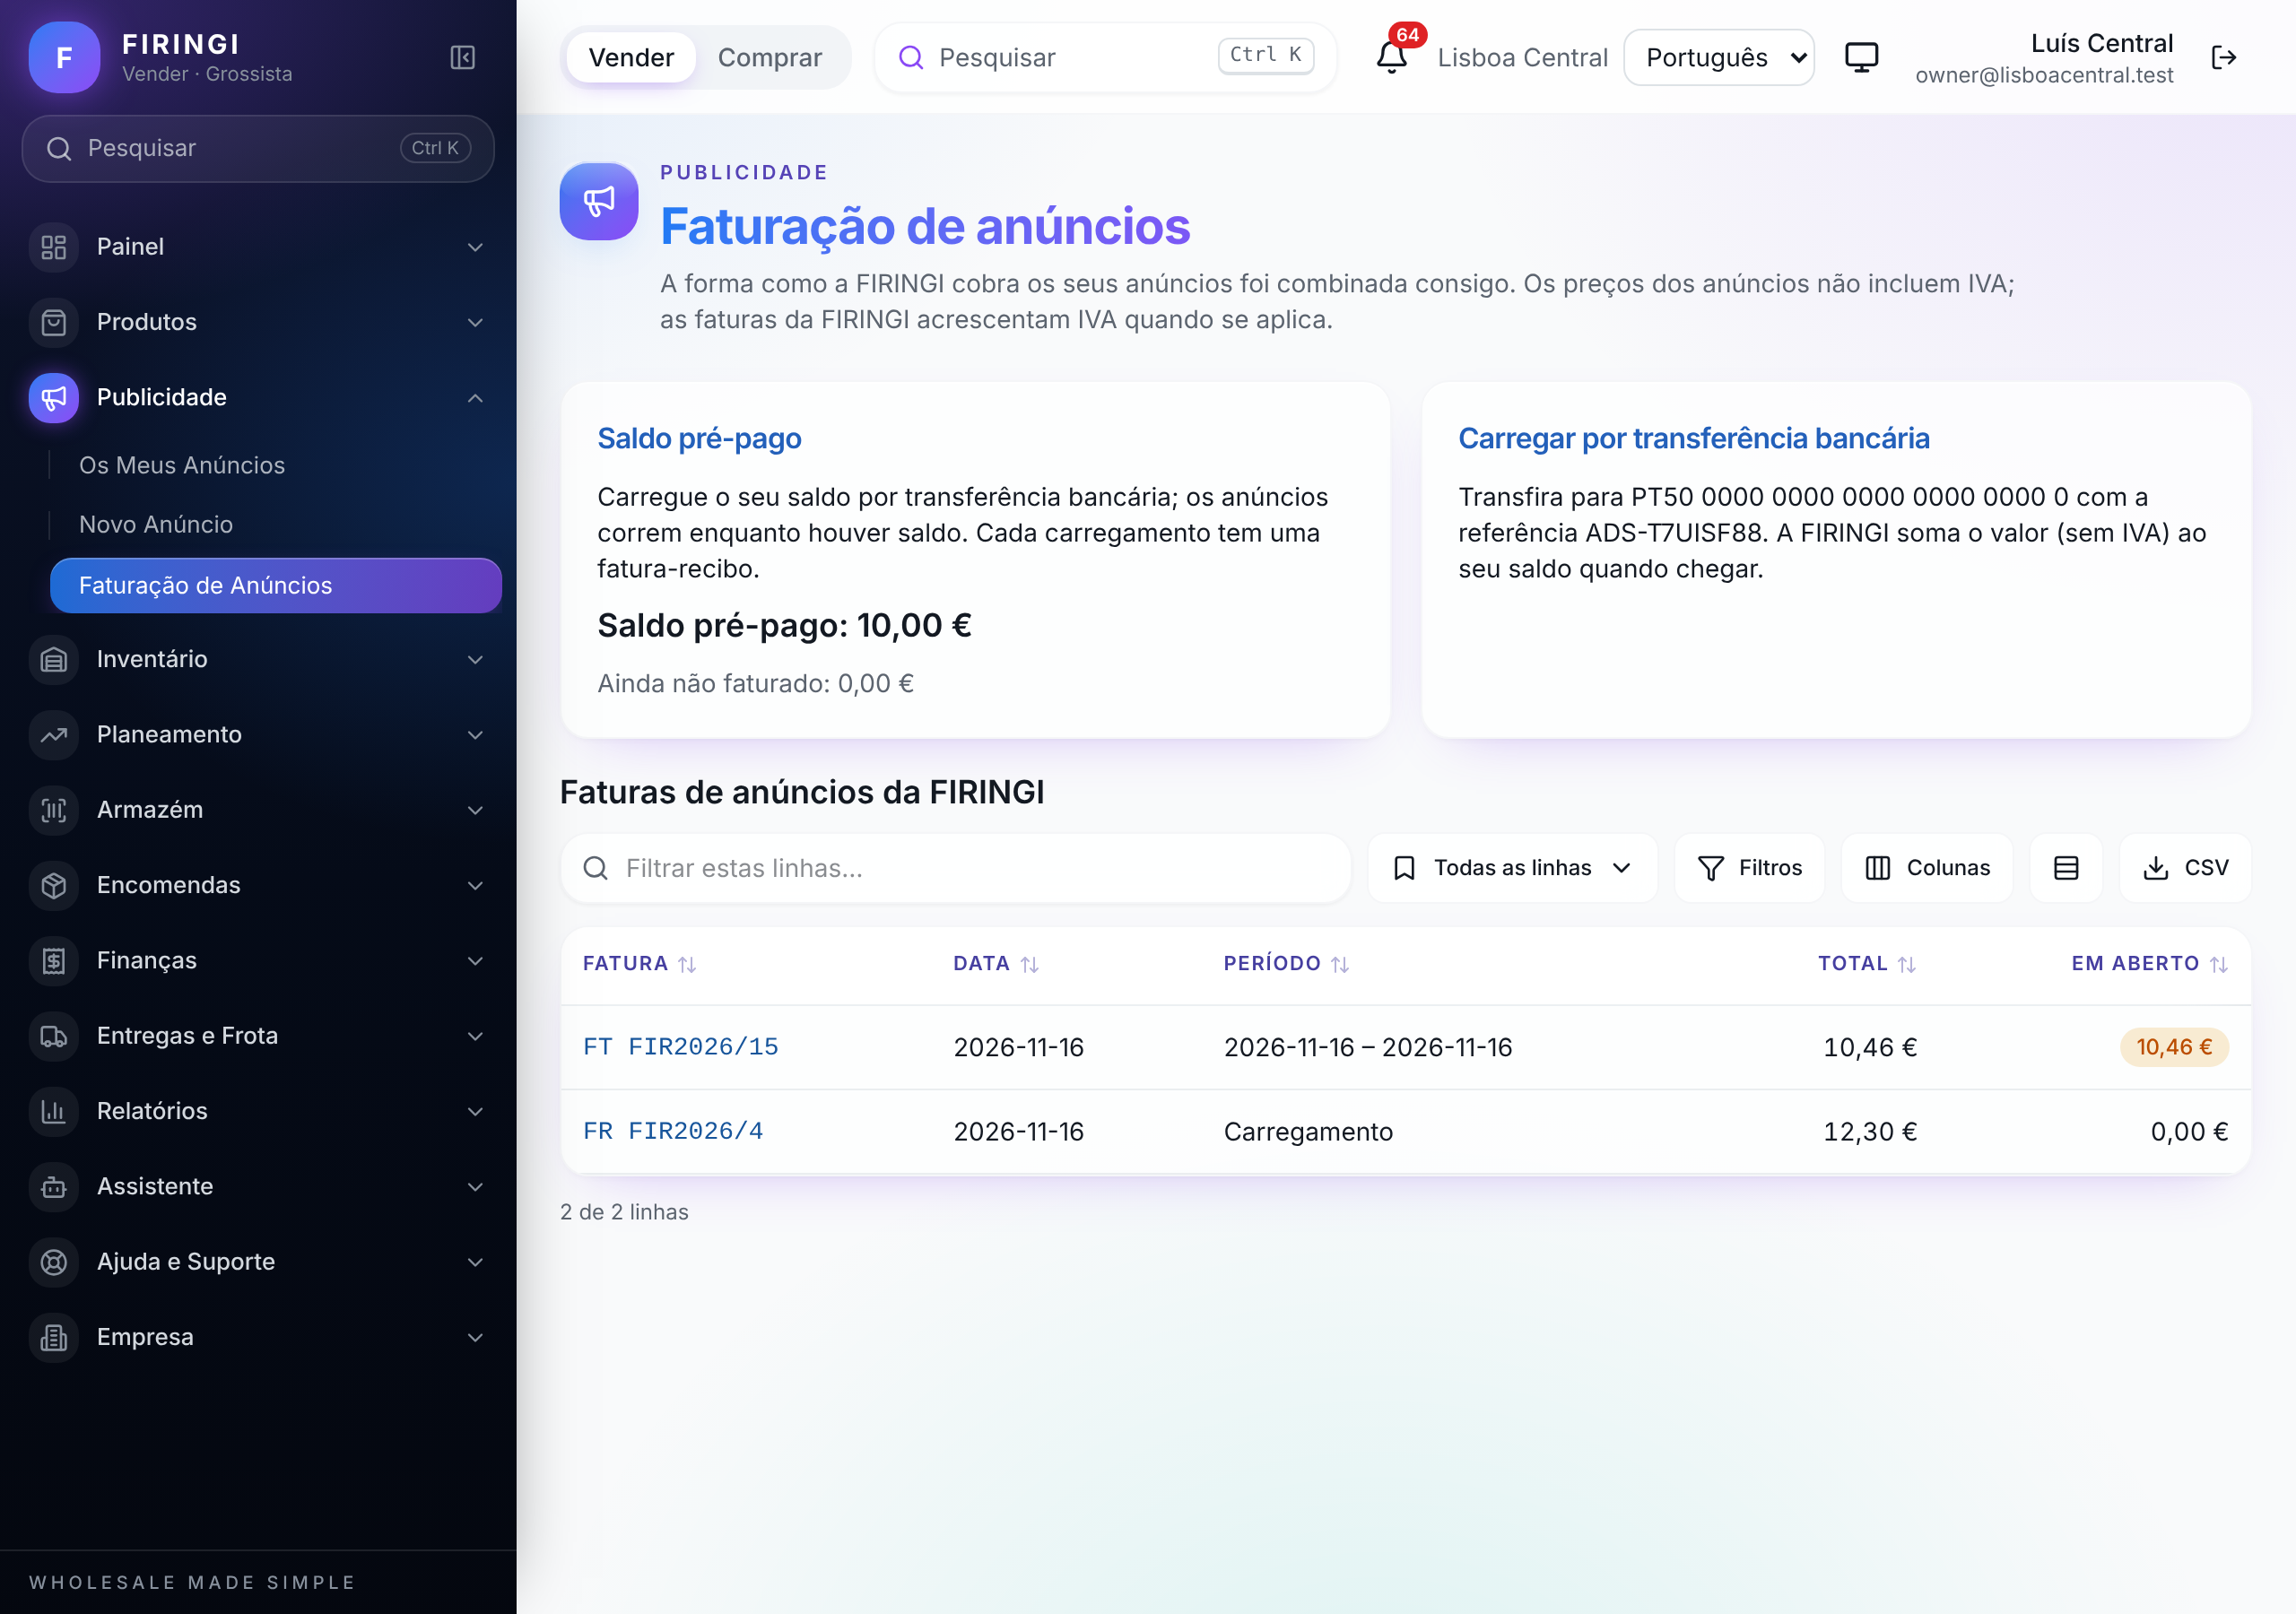 F
FIRINGI
Vender · Grossista
Pesquisar
Ctrl K
Painel
Produtos
Publicidade
Os Meus Anúncios
Novo Anúncio
Faturação de Anúncios
Inventário
Planeamento
Armazém
Encomendas
Finanças
Entregas e Frota
Relatórios
Assistente
Ajuda e Suporte
Empresa
WHOLESALE MADE SIMPLE
Vender
Comprar
Pesquisar
Ctrl K
64
Lisboa Central
Português
Luís Central
owner@lisboacentral.test
PUBLICIDADE
Faturação de anúncios
A forma como a FIRINGI cobra os seus anúncios foi combinada consigo. Os preços dos anúncios não incluem IVA;
as faturas da FIRINGI acrescentam IVA quando se aplica.
Saldo pré-pago
Carregue o seu saldo por transferência bancária; os anúncios
correm enquanto houver saldo. Cada carregamento tem uma
fatura-recibo.
Saldo pré-pago: 10,00 €
Ainda não faturado: 0,00 €
Carregar por transferência bancária
Transfira para PT50 0000 0000 0000 0000 0000 0 com a
referência ADS-T7UISF88. A FIRINGI soma o valor (sem IVA) ao
seu saldo quando chegar.
Faturas de anúncios da FIRINGI
Filtrar estas linhas...
Todas as linhas
Filtros
Colunas
CSV
FATURA DATA PERÍODO TOTAL EM ABERTO
FT FIR2026/15 2026-11-16 2026-11-16 – 2026-11-16 10,46 € 10,46 €
FR FIR2026/4 2026-11-16 Carregamento 12,30 € 0,00 €
2 de 2 linhas